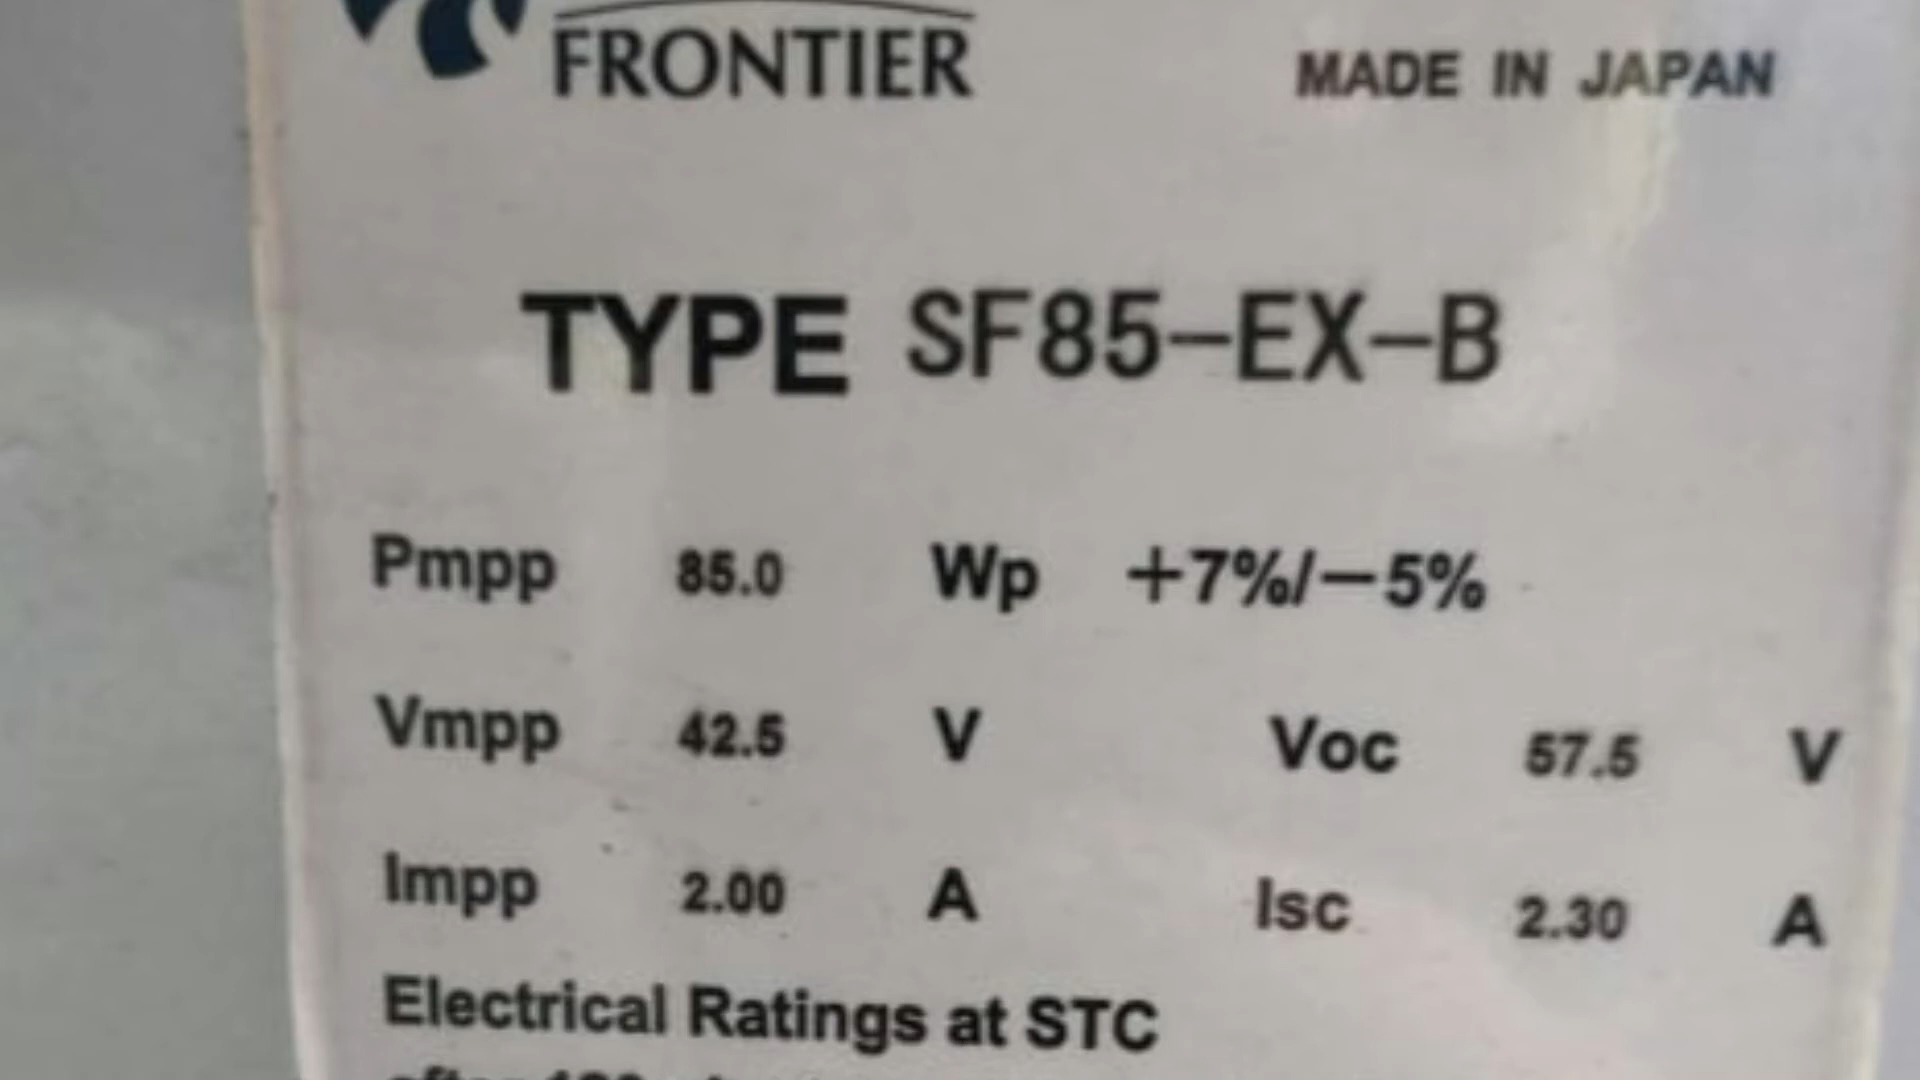 FRONTIER
MADE IN JAPAN
TYPE SF85-EX-B
Pmpp 85.0 Wp +7%/-5%
Vmpp 42.5 V Voc 57.5 V
Impp 2.00 A Isc 2.30 A
Electrical Ratings at STC